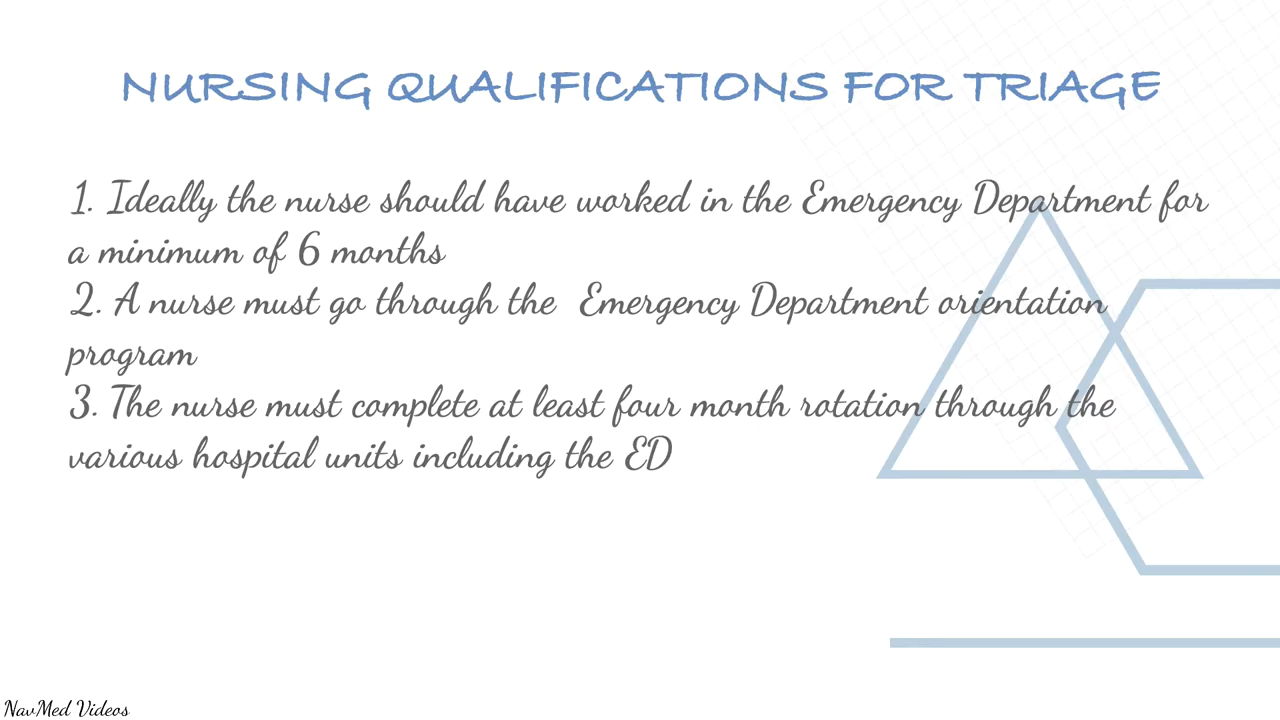 NURSING QUALIFICATIONS FOR TRIAGE
1. Ideally the nurse should have worked in the Emergency Department for
a minimum of 6 months
2. A nurse must go through the Emergency Department orientation
program
3. The nurse must complete at least four month rotation through the
various hospital units including the ED
NavMed Videos